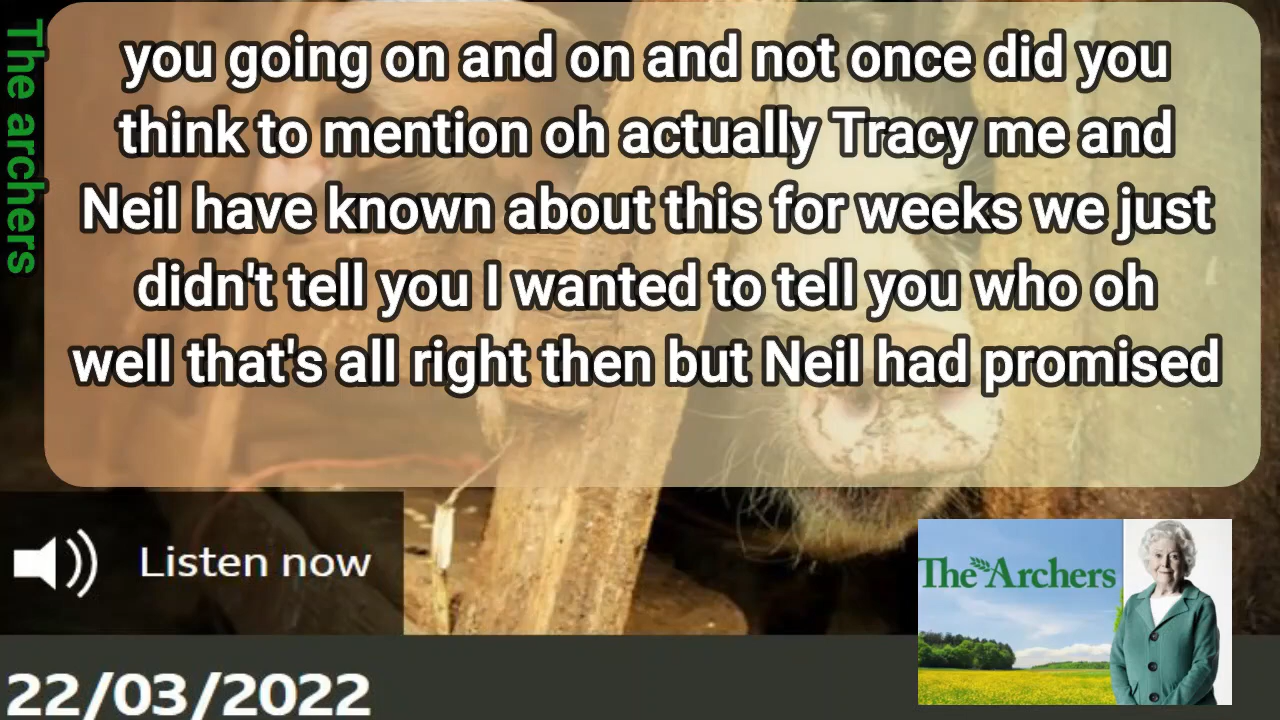 The archers
you going on and on and not once did you
think to mention oh actually Tracy me and
Neil have known about this for weeks we just
didn't tell you I wanted to tell you who oh
well that's all right then but Neil had promised
Listen now
The Archers
22/03/2022